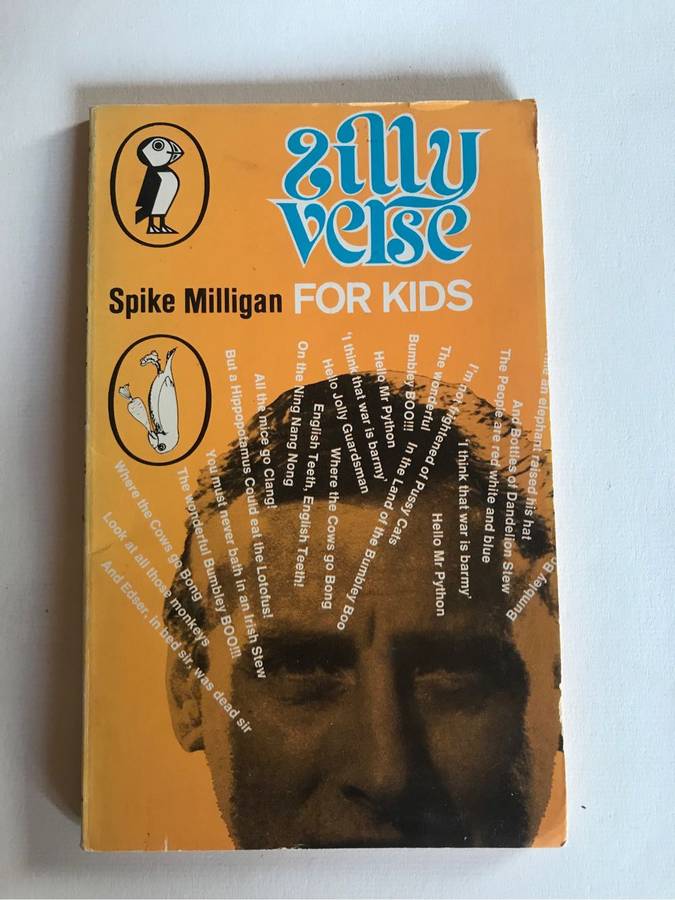 Silly
Verse
Spike Milligan FOR KIDS
And Edser, in bed sir, was dead sir
Look at all those monkeys
Where the Cows go Bong
The wonderful Bumbley BOO!!!
You must never bath in an Irish Stew
But a Hippopotamus Could eat the Lotofus!
All the mice go Clang!
On the Ning Nang Nong
English Teeth, English Teeth!
Hello Jolly Guardsman
Where the Cows go Bong
'I think that war is barmy'
Hello Mr Python
In the Land of the Bumbley Boo
Bumbley BOO!!!
The wonderful
I'm not frightened of Pussy Cats
Hello Mr Python
'I think that war is barmy'
The People are red white and blue
And Bottles of Dandelion Stew
an elephant raised his hat
Bumbley Bo